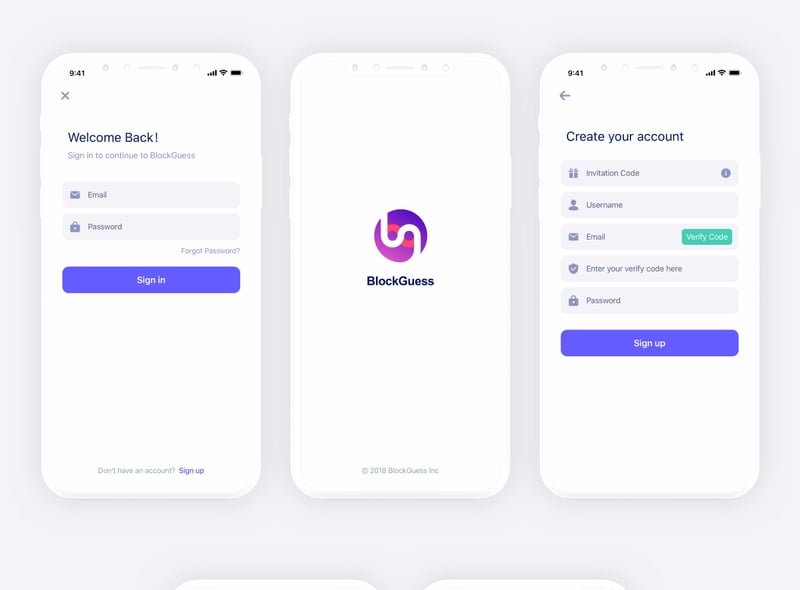 9:41
Welcome Back!
Sign in to continue to BlockGuess
Email
Password
Forgot Password?
Sign in
Don't have an account? Sign up
BlockGuess
© 2018 BlockGuess Inc
9:41
Create your account
Invitation Code
Username
Email
Verify Code
Enter your verify code here
Password
Sign up